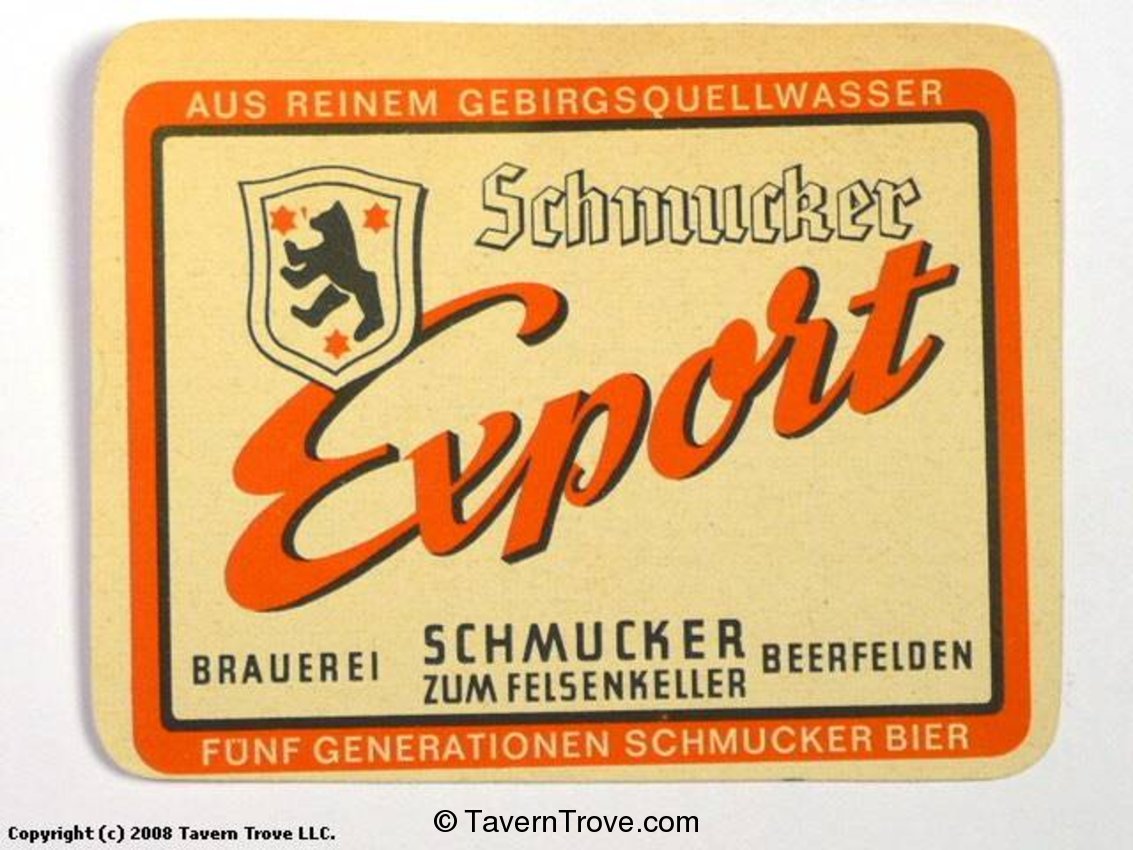 AUS REINEM GEBIRGSQUELLWASSER
Schmucker
Export
BRAUEREI SCHMUCKER BEERFELDEN
ZUM FELSENKELLER
FÜNF GENERATIONEN SCHMUCKER BIER
© TavernTrove.com
Copyright (c) 2008 Tavern Trove LLC.